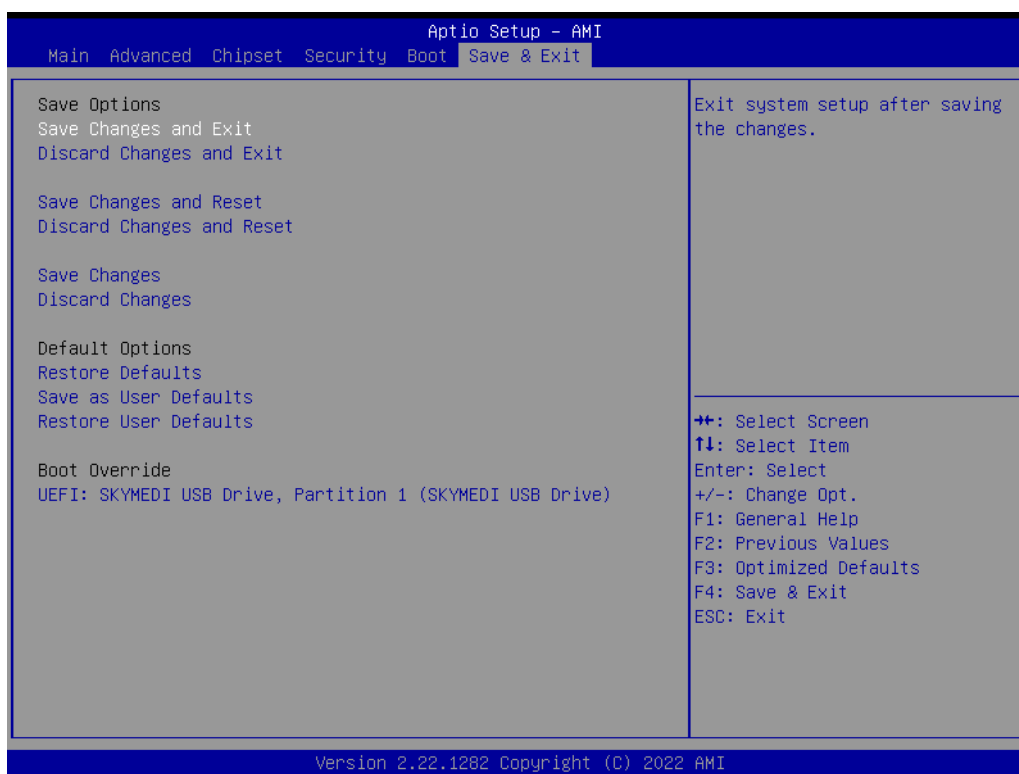 Aptio Setup – AMI
Main Advanced Chipset Security Boot Save & Exit
Save Options
Save Changes and Exit
Discard Changes and Exit
Save Changes and Reset
Discard Changes and Reset
Save Changes
Discard Changes
Default Options
Restore Defaults
Save as User Defaults
Restore User Defaults
Boot Override
UEFI: SKYMEDI USB Drive, Partition 1 (SKYMEDI USB Drive)
Exit system setup after saving
the changes.
→←: Select Screen
↑↓: Select Item
Enter: Select
+/-: Change Opt.
F1: General Help
F2: Previous Values
F3: Optimized Defaults
F4: Save & Exit
ESC: Exit
Version 2.22.1282 Copyright (C) 2022 AMI